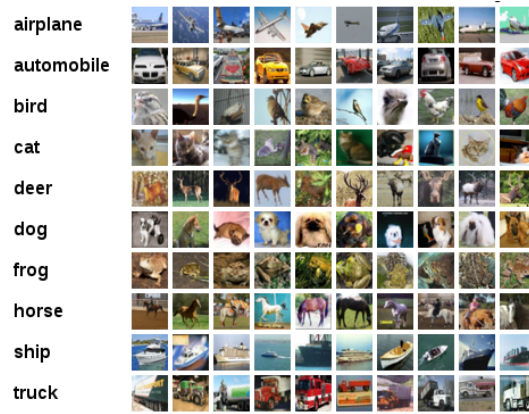 airplane
automobile
bird
cat
deer
dog
frog
horse
ship
truck